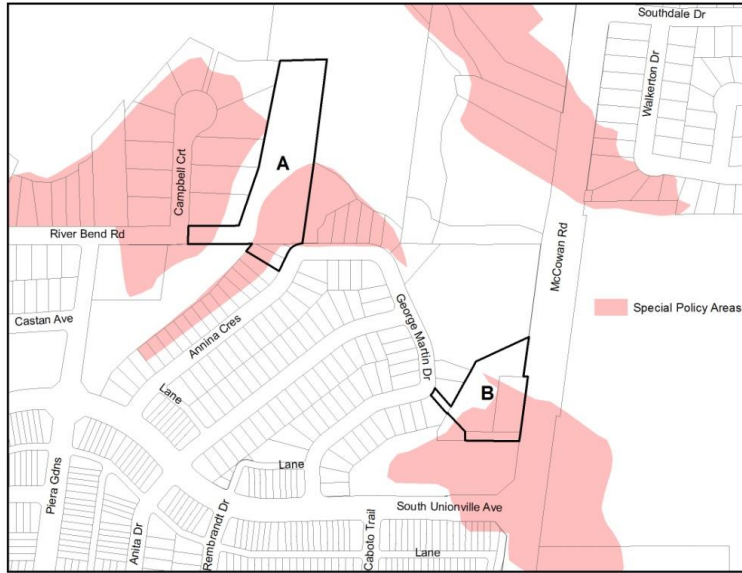 Southdale Dr
Walkerton Dr
Campbell Crt
A
River Bend Rd
McCowan Rd
Special Policy Areas
Castan Ave
Annina Cres
George Martin Dr
Lane
B
Lane
Piera Gdns
Anita Dr
Rembrandt Dr
South Unionville Ave
Caboto Trail
Lane